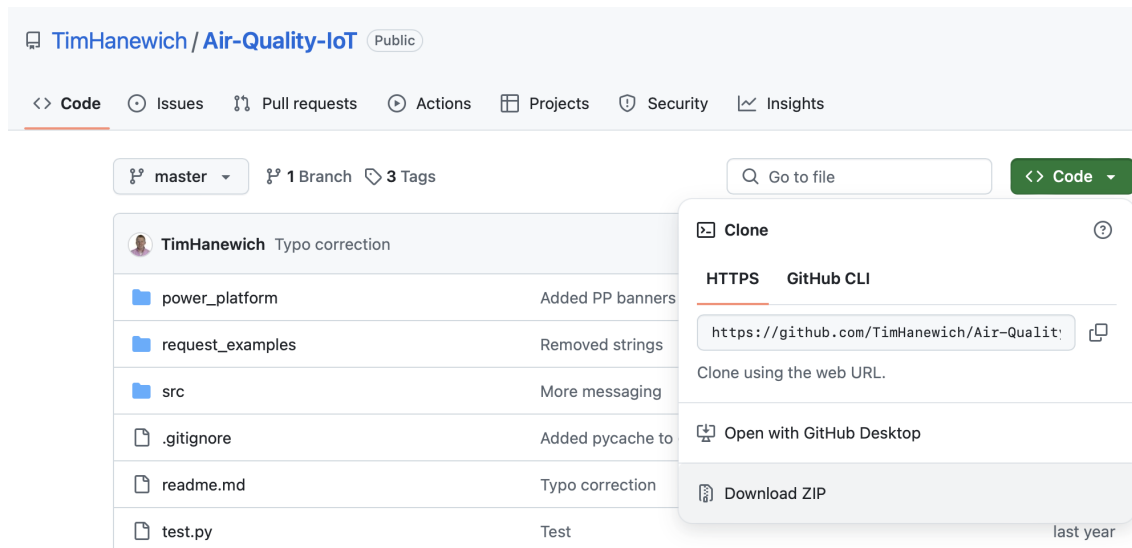 TimHanewich / Air-Quality-IoT Public
Code Issues Pull requests Actions Projects Security Insights
master 1 Branch 3 Tags Go to file Code
TimHanewich Typo correction
power_platform Added PP banners
request_examples Removed strings
src More messaging
.gitignore Added pycache to
readme.md Typo correction
test.py Test last year
Clone
HTTPS GitHub CLI
https://github.com/TimHanewich/Air-Quality
Clone using the web URL.
Open with GitHub Desktop
Download ZIP